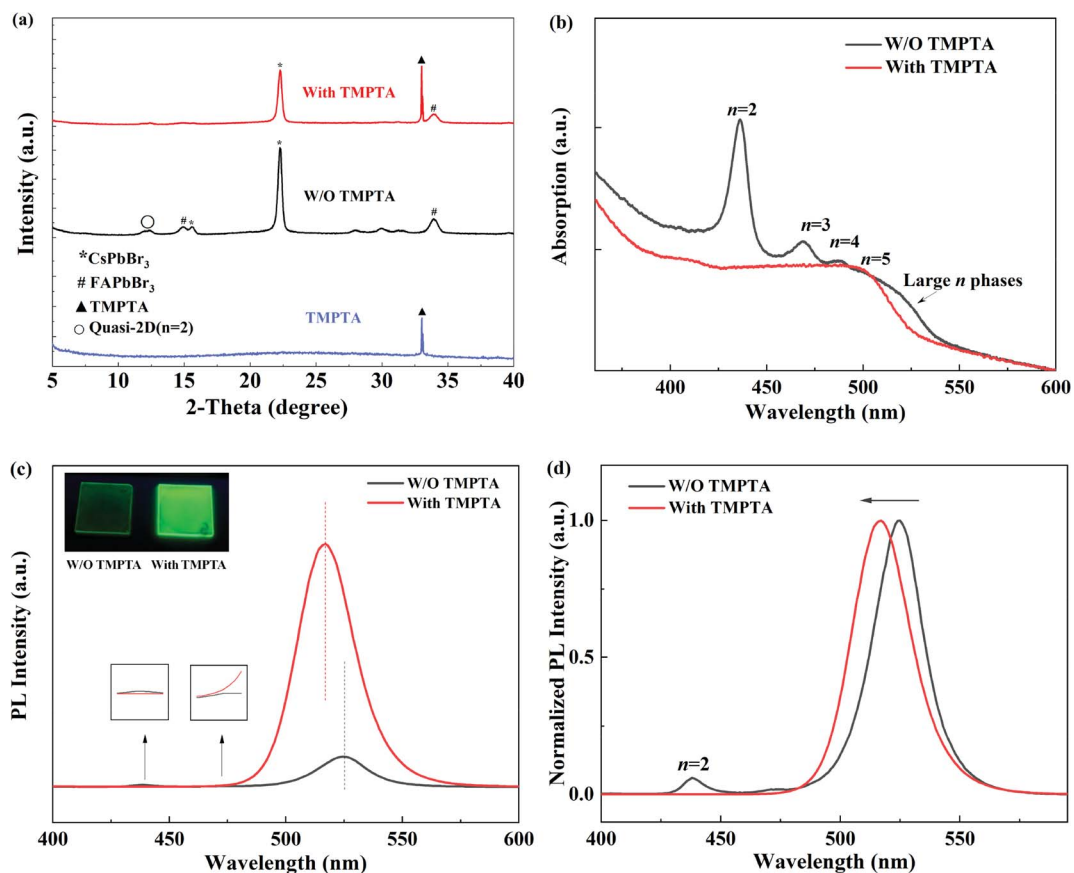 (a)
With TMPTA
W/O TMPTA
TMPTA
*
▲
#
*
○
#
*
#
*CsPbBr₃
# FAPbBr₃
▲ TMPTA
○ Quasi-2D(n=2)
▲
Intensity (a.u.)
5 10 15 20 25 30 35 40
2-Theta (degree)
(b)
W/O TMPTA
With TMPTA
n=2
n=3
n=4
n=5
Large n phases
Absorption (a.u.)
400 450 500 550 600
Wavelength (nm)
(c)
W/O TMPTA
With TMPTA
W/O TMPTA With TMPTA
PL Intensity (a.u.)
400 450 500 550 600
Wavelength (nm)
(d)
W/O TMPTA
With TMPTA
n=2
Normalized PL Intensity (a.u.)
1.0
0.5
0.0
400 450 500 550
Wavelength (nm)